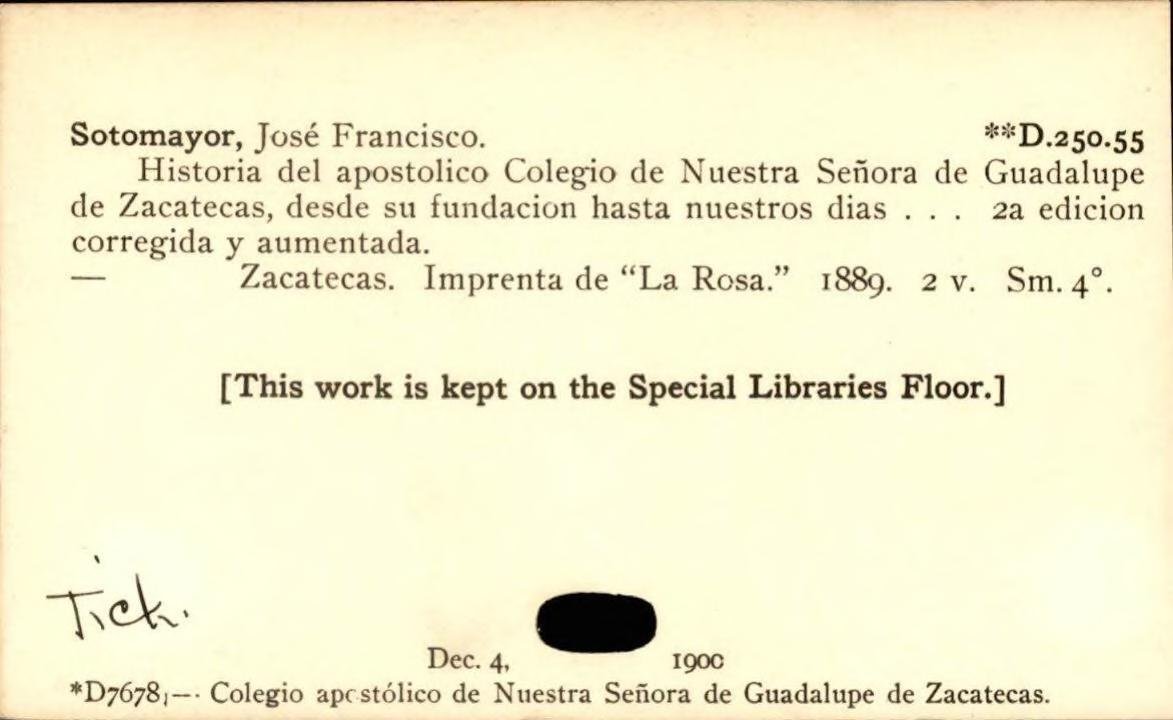 Sotomayor, José Francisco. **D.250.55
Historia del apostolico Colegio de Nuestra Señora de Guadalupe
de Zacatecas, desde su fundacion hasta nuestros dias . . . 2a edicion
corregida y aumentada.
— Zacatecas. Imprenta de “La Rosa.” 1889. 2 v. Sm. 4°.
[This work is kept on the Special Libraries Floor.]
Tick.
Dec. 4, 1900
*D7678,—. Colegio apostólico de Nuestra Señora de Guadalupe de Zacatecas.